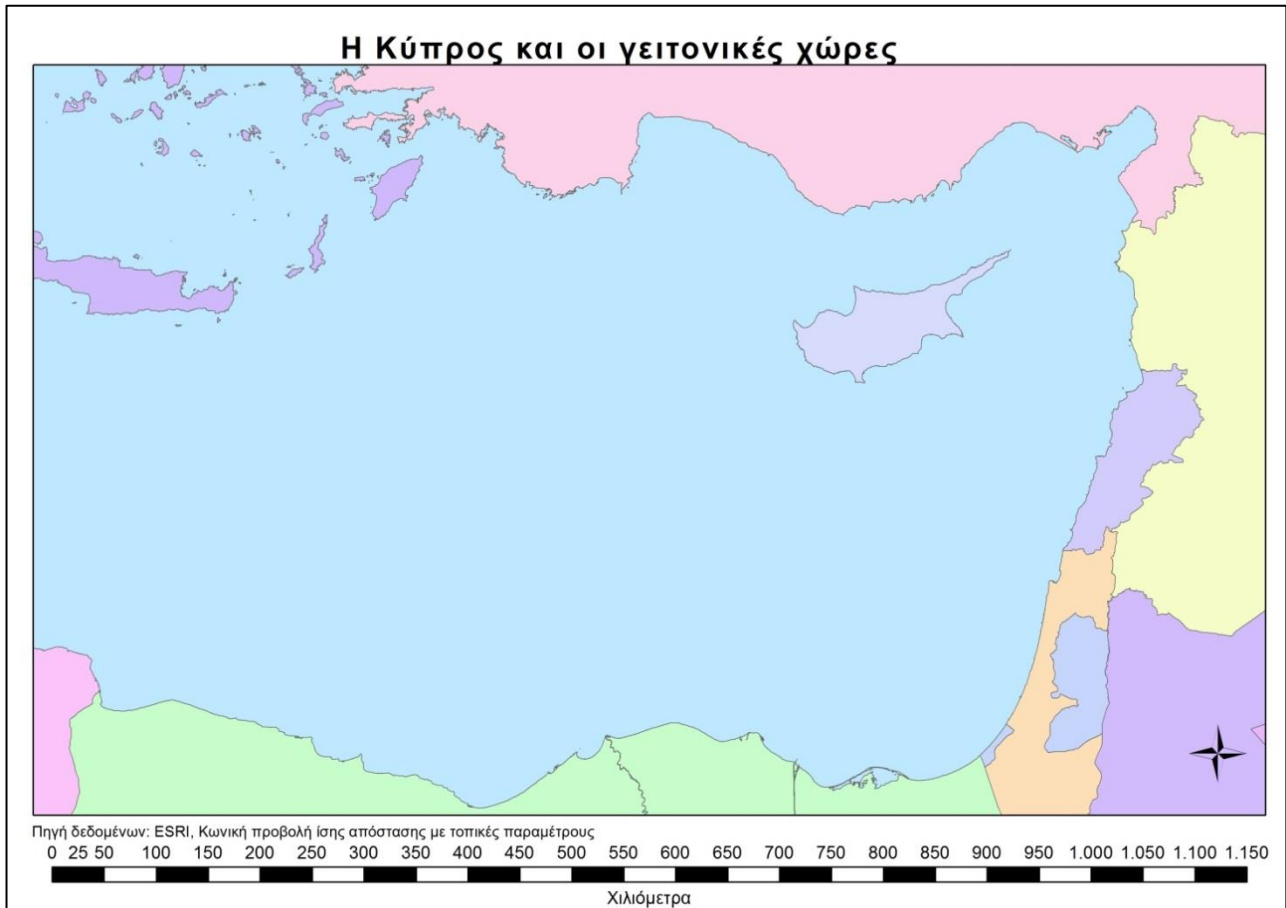 Η Κύπρος και οι γειτονικές χώρες
Πηγή δεδομένων: ESRI, Κωνική προβολή ίσης απόστασης με τοπικές παραμέτρους
0 25 50 100 150 200 250 300 350 400 450 500 550 600 650 700 750 800 850 900 950 1.000 1.050 1.100 1.150
Χιλιόμετρα